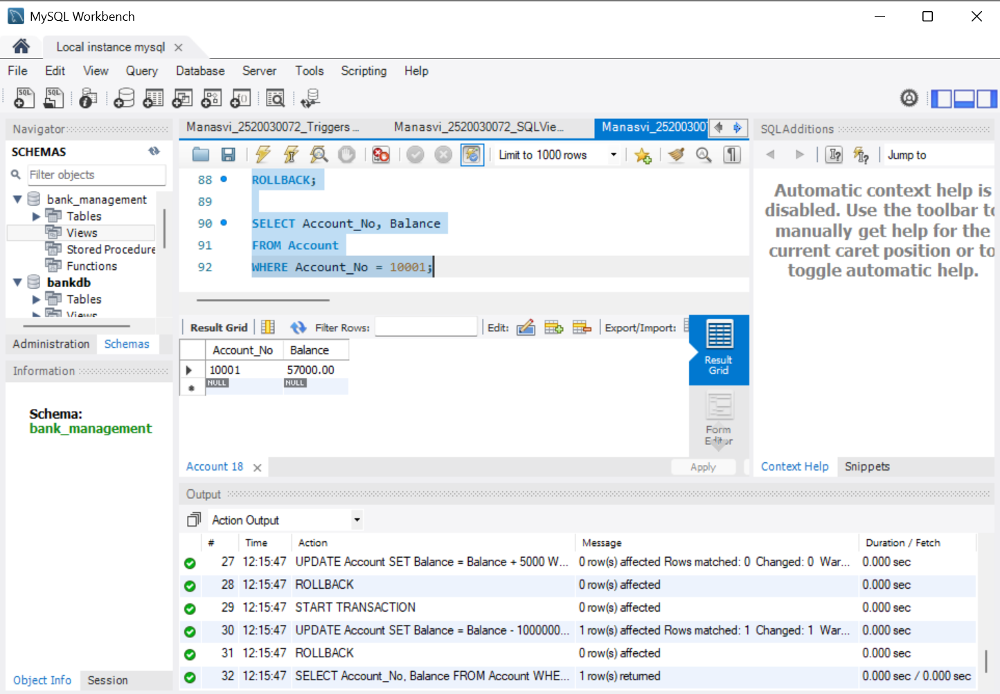 MySQL Workbench
Local instance mysql
File Edit View Query Database Server Tools Scripting Help
Navigator
SCHEMAS
Filter objects
bank_management
Tables
Views
Stored Procedure
Functions
bankdb
Tables
Views
Administration Schemas
Information
Schema:
bank_management
Object Info Session
Manasvi_2520030072_Triggers ... Manasvi_2520030072_SQLVie... Manasvi_25200300
Limit to 1000 rows
88 ROLLBACK;
89
90 SELECT Account_No, Balance
91 FROM Account
92 WHERE Account_No = 10001;
Result Grid Filter Rows: Edit: Export/Import:
Account_No Balance
10001 57000.00
NULL NULL
Result
Grid
Form
Editor
Account 18 Apply
SQLAdditions
Jump to
Automatic context help is
disabled. Use the toolbar to
manually get help for the
current caret position or to
toggle automatic help.
Context Help Snippets
Output
Action Output
# Time Action Message Duration / Fetch
27 12:15:47 UPDATE Account SET Balance = Balance + 5000 W... 0 row(s) affected Rows matched: 0 Changed: 0 War... 0.000 sec
28 12:15:47 ROLLBACK 0 row(s) affected 0.000 sec
29 12:15:47 START TRANSACTION 0 row(s) affected 0.000 sec
30 12:15:47 UPDATE Account SET Balance = Balance - 1000000... 1 row(s) affected Rows matched: 1 Changed: 1 War... 0.000 sec
31 12:15:47 ROLLBACK 0 row(s) affected 0.000 sec
32 12:15:47 SELECT Account_No, Balance FROM Account WHE... 1 row(s) returned 0.000 sec / 0.000 sec